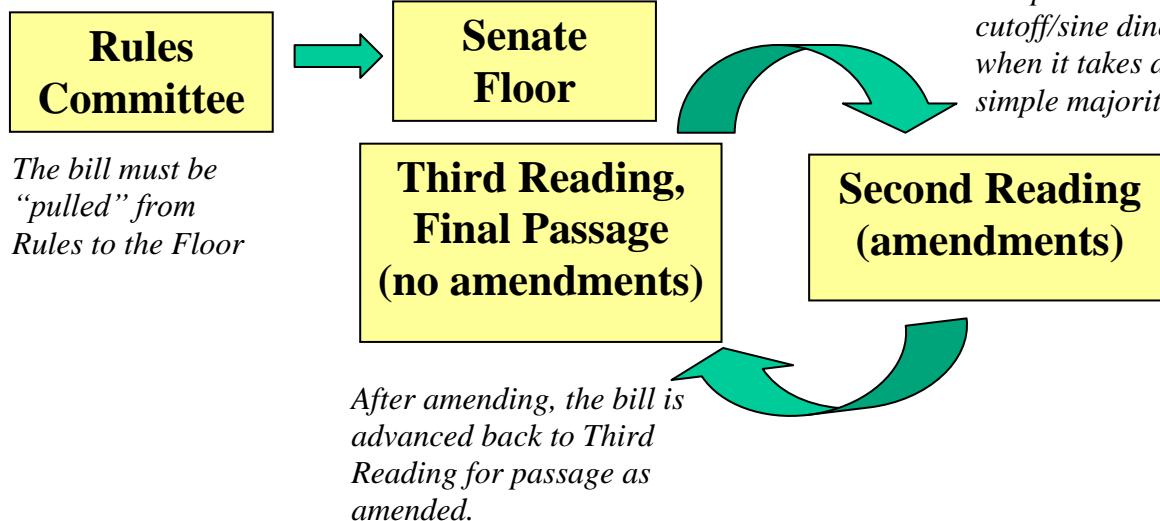 Rules
Committee
Senate
Floor
cutoff/sine
when it takes
simple
The bill must be
“pulled” from
Rules to the Floor
Third Reading,
Final Passage
(no amendments)
Second Reading
(amendments)
After amending, the bill is
advanced back to Third
Reading for passage as
amended.